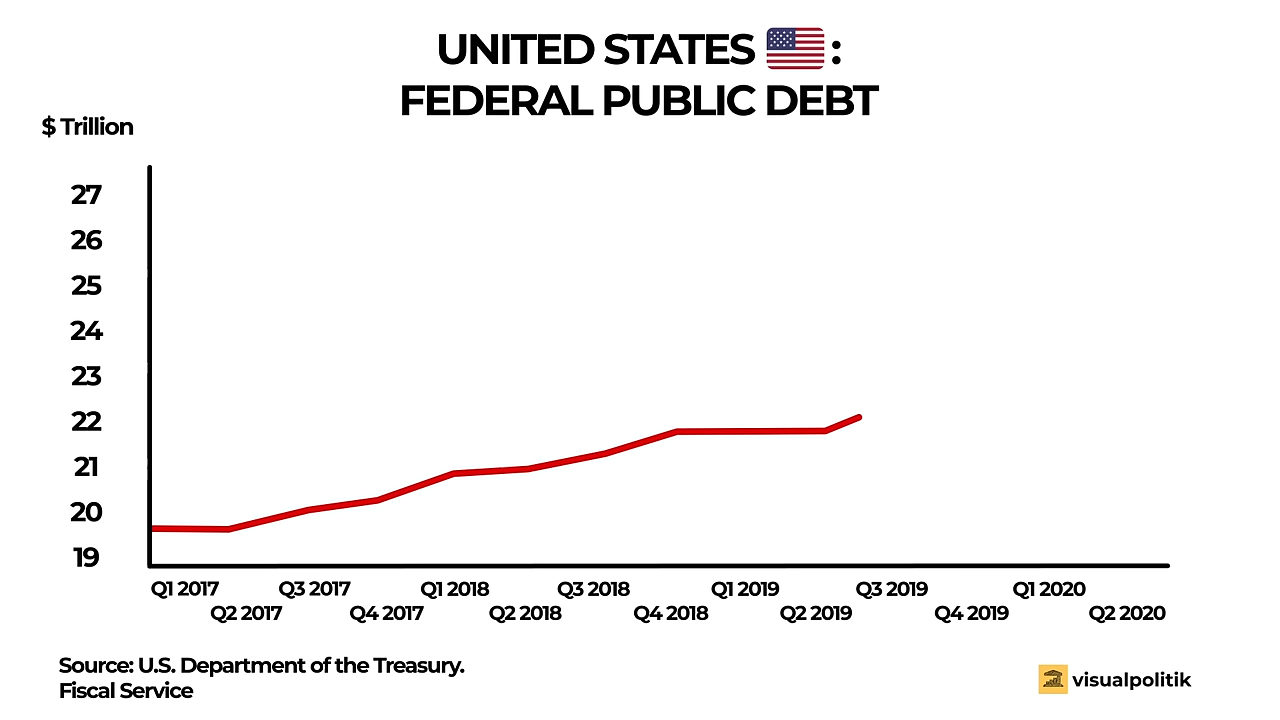 UNITED STATES 🇺🇸:
FEDERAL PUBLIC DEBT
$ Trillion
27
26
25
24
23
22
21
20
19
Q1 2017 Q3 2017 Q1 2018 Q3 2018 Q1 2019 Q3 2019 Q1 2020
Q2 2017 Q4 2017 Q2 2018 Q4 2018 Q2 2019 Q4 2019 Q2 2020
Source: U.S. Department of the Treasury.
Fiscal Service
visualpolitik